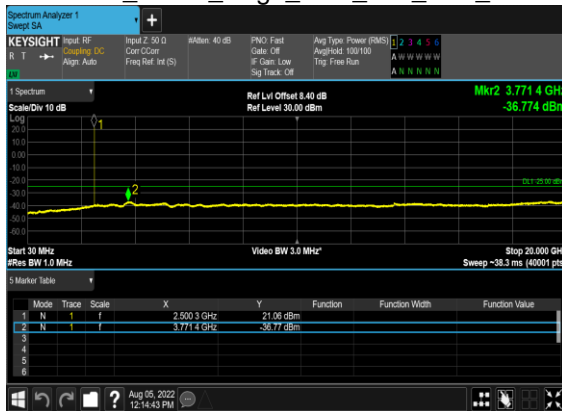 Spectrum Analyzer 1
Swept SA
+
KEYSIGHT Input: RF Input Z: 50 Ω #Atten: 40 dB PNO: Fast Avg Type: Power (RMS) 1 2 3 4 5 6
R T Coupling: DC Corr CCorr Gate: Off Avg|Hold: 100/100 A W W W W W
Align: Auto Freq Ref: Int (S) IF Gain: Low Trig: Free Run
Sig Track: Off A N N N N N
1 Spectrum Ref Lvl Offset 8.40 dB Mkr2 3.771 4 GHz
Scale/Div 10 dB Ref Level 30.00 dBm -36.774 dBm
Log
20.0 1
10.0
0.00
-10.0
-20.0 DL1 -25.00 dBm
-30.0 2
-40.0
-50.0
-60.0
Start 30 MHz Video BW 3.0 MHz* Stop 20.000 GHz
#Res BW 1.0 MHz Sweep ~38.3 ms (40001 pts)
5 Marker Table
Mode Trace Scale X Y Function Function Width Function Value
1 N 1 f 2.500 3 GHz 21.06 dBm
2 N 1 f 3.771 4 GHz -36.77 dBm
3
4
5
6
? Aug 05, 2022
12:14:43 PM